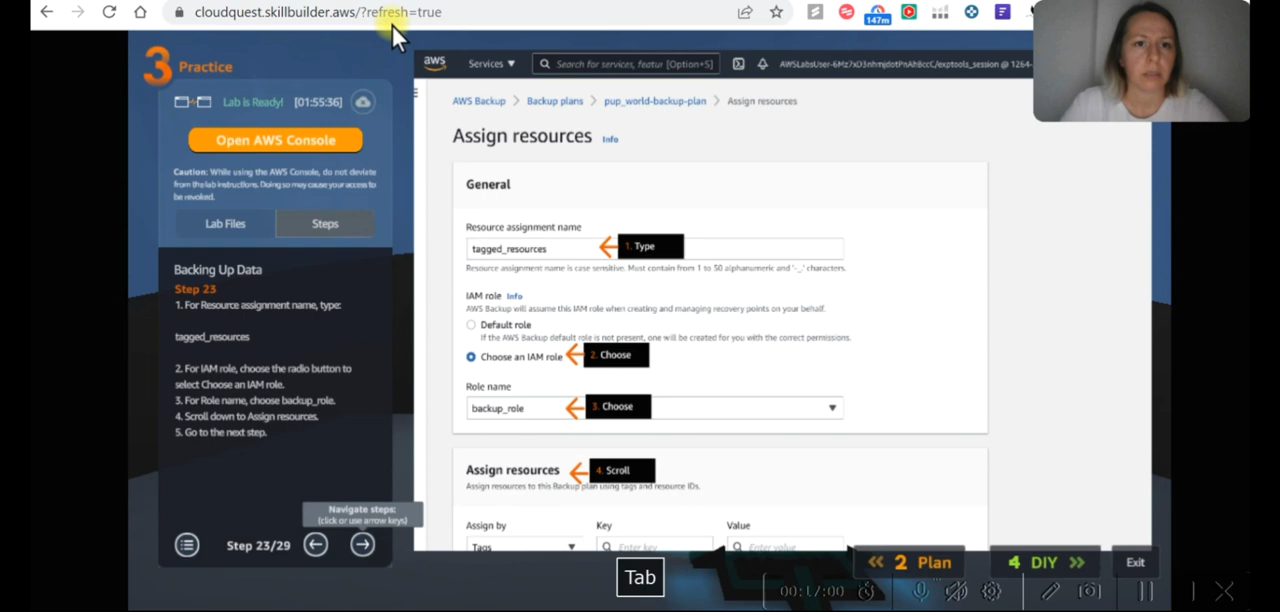 cloudquest.skillbuilder.aws/?refresh=true
147m
3 Practice
Lab is Ready! [01:55:36]
Open AWS Console
Caution: While using the AWS Console, do not deviate
from the lab instructions. Doing so may cause your access to
be revoked.
Lab Files
Steps
Backing Up Data
Step 23
1. For Resource assignment name, type:
tagged_resources
2. For IAM role, choose the radio button to
select Choose an IAM role.
3. For Role name, choose backup_role.
4. Scroll down to Assign resources.
5. Go to the next step.
Navigate steps:
(click or use arrow keys)
Step 23/29
aws
Services
Search for services, featur [Option+S]
AWS Backup > Backup plans > pup_world-backup-plan > Assign resources
Assign resources Info
General
Resource assignment name
tagged_resources
1. Type
Resource assignment name is case sensitive. Must contain from 1 to 50 alphanumeric and '-_' characters.
IAM role Info
AWS Backup will assume this IAM role when creating and managing recovery points on your behalf.
Default role
If the AWS Backup default role is not present, one will be created for you with the correct permissions.
Choose an IAM role
2. Choose
Role name
backup_role
3. Choose
Assign resources
4. Scroll
Assign resources to this Backup plan using tags and resource IDs.
Assign by
Key
Value
Tags
Enter key
Enter value
2 Plan
4 DIY
Exit
Tab